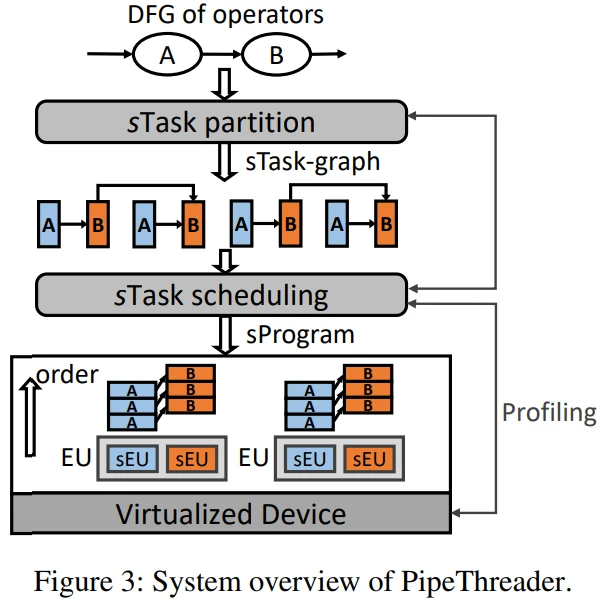 DFG of operators
A B
sTask partition
sTask-graph
A B A B A B A B
sTask scheduling
sProgram
order
B B
A B A B
A B A B
A A
EU sEU sEU EU sEU sEU
Profiling
Virtualized Device
Figure 3: System overview of PipeThreader.